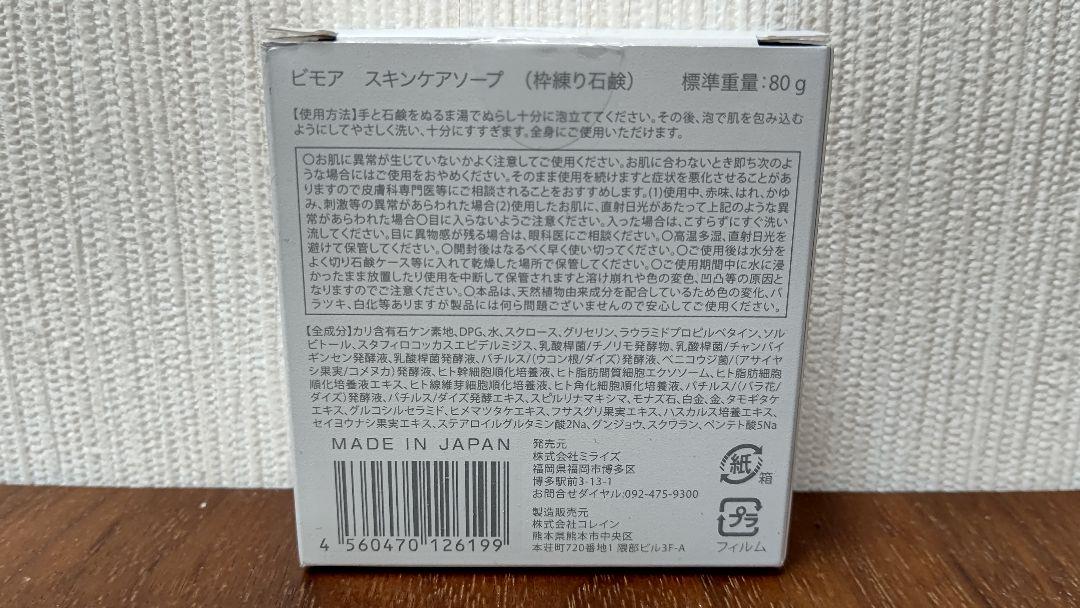 ビモア　スキンケアソープ　（枠練り石鹸）　標準重量：80 g
【使用方法】手と石鹸をぬるま湯でぬらし十分に泡立ててください。その後、泡で肌を包み込む
ようにしてやさしく洗い、十分にすすぎます。全身にご使用いただけます。
〇お肌に異常が生じていないかよく注意してご使用ください。お肌に合わないとき即ち次のよ
うな場合にはご使用をおやめください。そのまま使用を続けますと症状を悪化させることがあ
りますので皮膚科専門医等にご相談されることをおすすめします。(1)使用中、赤味、はれ、かゆ
み、刺激等の異常があらわれた場合(2)使用したお肌に、直射日光があたって上記のような異
常があらわれた場合〇目に入らないようご注意ください。入った場合は、こすらずにすぐ洗い
流してください。目に異物感が残る場合は、眼科医にご相談ください。〇高温多湿、直射日光を
避けて保管してください。〇開封後はなるべく早く使い切ってください。〇ご使用後は水分を
よく切り石鹸ケース等に入れて乾燥した場所で保管してください。〇ご使用期間中に水に浸
かったまま放置したり使用を中断して保管されますと溶け崩れや色の変色、凹凸等の原因と
なりますのでご注意ください。〇本品は、天然植物由来成分を配合しているため色の変化、バ
ラツキ、白化等ありますが製品には何ら問題ございませんので安心してご使用ください。
【全成分】カリ含有石ケン素地、DPG、水、スクロース、グリセリン、ラウラミドプロピルベタイン、ソル
ビトール、スタフィロコッカスエピデルミジス、乳酸桿菌/チノリモ発酵物、乳酸桿菌/チャンバイ
ギンセン発酵液、乳酸桿菌発酵液、バチルス/(ウコン根/ダイズ)発酵液、ベニコウジ菌/(アサイヤ
シ果実/コメヌカ)発酵液、ヒト幹細胞順化培養液、ヒト脂肪間質細胞エクソソーム、ヒト脂肪細胞
順化培養液エキス、ヒト線維芽細胞順化培養液、ヒト角化細胞順化培養液、バチルス/(バラ花/
ダイズ)発酵液、バチルス/ダイズ発酵エキス、スピルリナマキシマ、モナズ石、白金、金、タモギタケ
エキス、グルコシルセラミド、ヒメマツタケエキス、フサスグリ果実エキス、ハスカルス培養エキス、
セイヨウナシ果実エキス、ステアロイルグルタミン酸2Na、グンジョウ、スクワラン、ペンテト酸5Na
MADE IN JAPAN
4 560470 126199
発売元
株式会社ミライズ
福岡県福岡市博多区
博多駅前3-13-1
お問合せダイヤル:092-475-9300
製造販売元
株式会社コレイン
熊本県熊本市中央区
本荘町720番地1 隈部ビル3F-A
紙
箱
プラ
フィルム